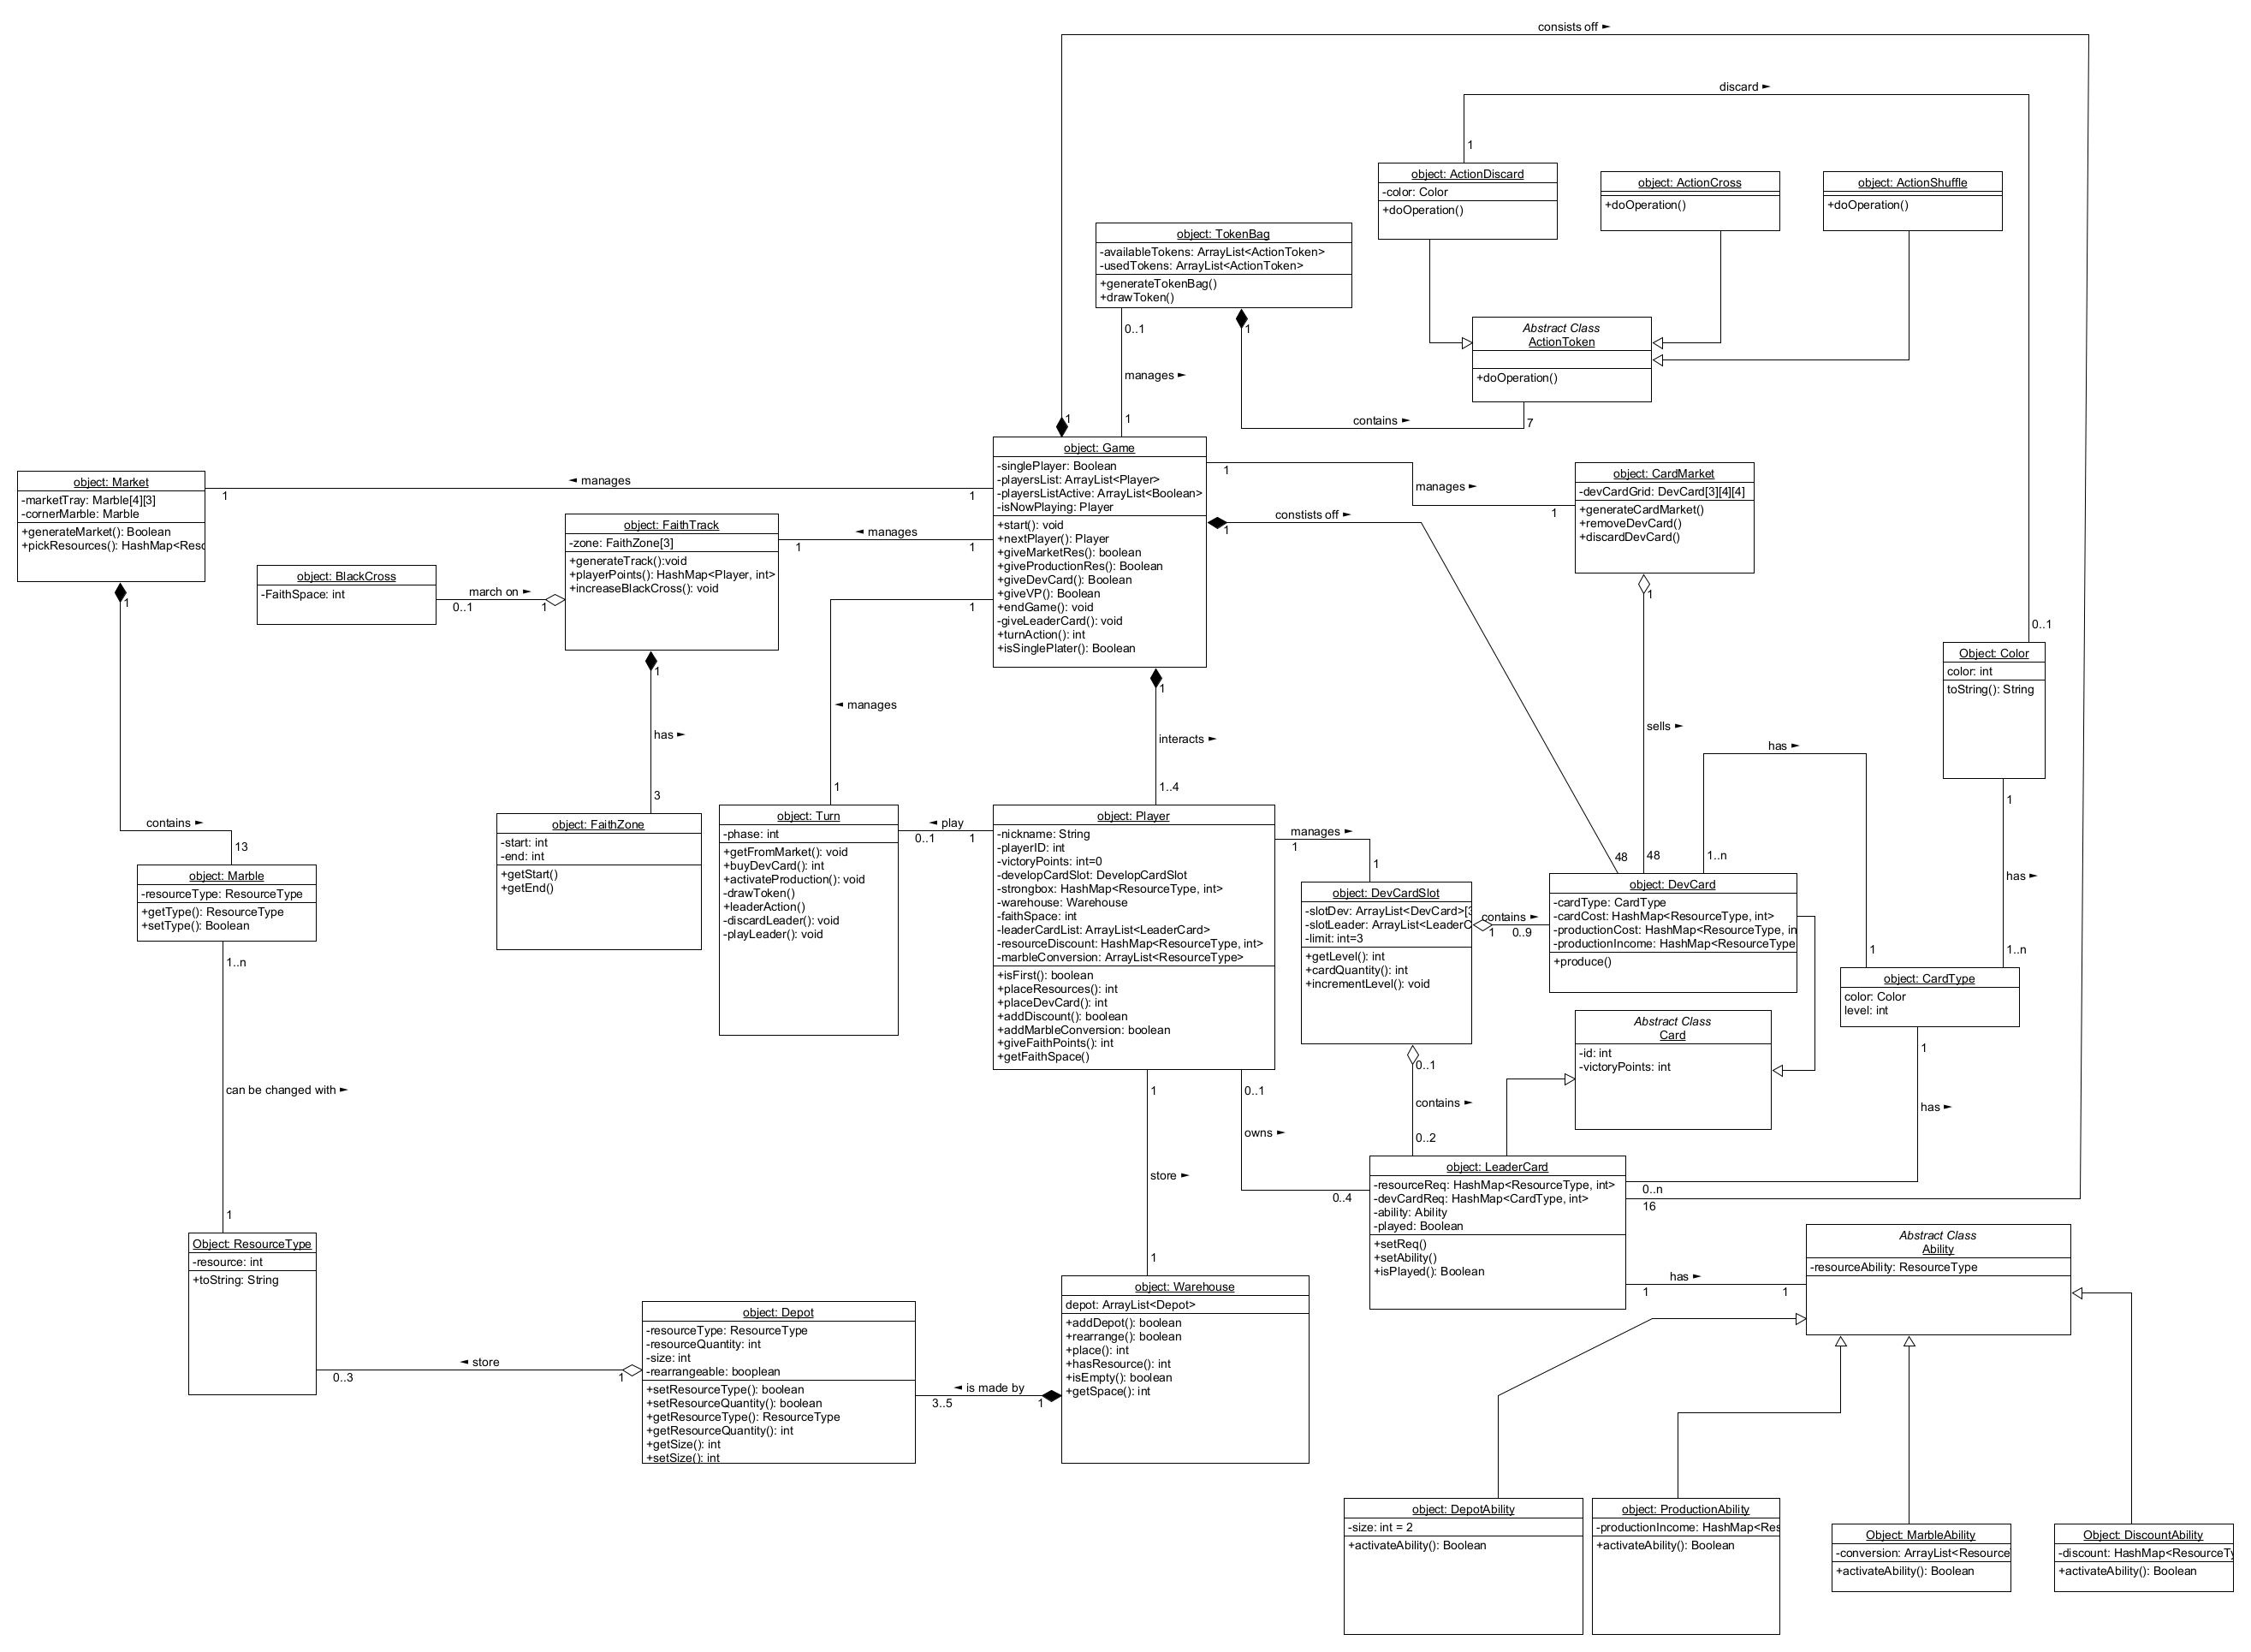 consists off ►
discard ►
1
object: ActionDiscard
-color: Color
+doOperation()
object: ActionCross
+doOperation()
object: ActionShuffle
+doOperation()
object: TokenBag
-availableTokens: ArrayList<ActionToken>
-usedTokens: ArrayList<ActionToken>
+generateTokenBag()
+drawToken()
0..1
1
manages ►
1
1
contains ►
7
Abstract Class
ActionToken
+doOperation()
object: Game
-singlePlayer: Boolean
-playersList: ArrayList<Player>
-playersListActive: ArrayList<Boolean>
-isNowPlaying: Player
+start(): void
+nextPlayer(): Player
+giveMarketRes(): boolean
+giveProductionRes(): Boolean
+giveDevCard(): Boolean
+giveVP(): Boolean
+endGame(): void
-giveLeaderCard(): void
+turnAction(): int
+isSinglePlater(): Boolean
object: Market
-marketTray: Marble[4][3]
-cornerMarble: Marble
+generateMarket(): Boolean
+pickResources(): HashMap<Reso
◄ manages
1
1
object: FaithTrack
-zone: FaithZone[3]
+generateTrack():void
+playerPoints(): HashMap<Player, int>
+increaseBlackCross(): void
◄ manages
1
1
object: BlackCross
-FaithSpace: int
march on ►
0..1
1
1
manages ►
1
object: CardMarket
-devCardGrid: DevCard[3][4][4]
+generateCardMarket()
+removeDevCard()
+discardDevCard()
constists off ►
1
1
1
1
1
0..1
Object: Color
color: int
toString(): String
1
◄ manages
1
has ►
3
interacts ►
1..4
sells ►
48
48
has ►
1..n
1
1
has ►
1..n
contains ►
13
object: Marble
-resourceType: ResourceType
+getType(): ResourceType
+setType(): Boolean
object: FaithZone
-start: int
-end: int
+getStart()
+getEnd()
object: Turn
-phase: int
+getFromMarket(): void
+buyDevCard(): int
+activateProduction(): void
-drawToken()
+leaderAction()
-discardLeader(): void
-playLeader(): void
◄ play
0..1
1
object: Player
-nickname: String
-playerID: int
-victoryPoints: int=0
-developCardSlot: DevelopCardSlot
-strongbox: HashMap<ResourceType, int>
-warehouse: Warehouse
-faithSpace: int
-leaderCardList: ArrayList<LeaderCard>
-resourceDiscount: HashMap<ResourceType, int>
-marbleConversion: ArrayList<ResourceType>
+isFirst(): boolean
+placeResources(): int
+placeDevCard(): int
+addDiscount(): boolean
+addMarbleConversion: boolean
+giveFaithPoints(): int
+getFaithSpace()
manages ►
1
1
object: DevCardSlot
-slotDev: ArrayList<DevCard>[3
-slotLeader: ArrayList<LeaderC
-limit: int=3
+getLevel(): int
+cardQuantity(): int
+incrementLevel(): void
contains ►
1
0..9
object: DevCard
-cardType: CardType
-cardCost: HashMap<ResourceType, int>
-productionCost: HashMap<ResourceType, in
-productionIncome: HashMap<ResourceType
+produce()
object: CardType
color: Color
level: int
Abstract Class
Card
-id: int
-victoryPoints: int
1..n
can be changed with ►
1
1
store ►
1
0..1
owns ►
0..4
0..1
contains ►
0..2
1
has ►
0..n
16
object: LeaderCard
-resourceReq: HashMap<ResourceType, int>
-devCardReq: HashMap<CardType, int>
-ability: Ability
-played: Boolean
+setReq()
+setAbility()
+isPlayed(): Boolean
has ►
1
1
Abstract Class
Ability
-resourceAbility: ResourceType
Object: ResourceType
-resource: int
+toString: String
◄ store
0..3
1
object: Depot
-resourceType: ResourceType
-resourceQuantity: int
-size: int
-rearrangeable: booplean
+setResourceType(): boolean
+setResourceQuantity(): boolean
+getResourceType(): ResourceType
+getResourceQuantity(): int
+getSize(): int
+setSize(): int
◄ is made by
3..5
1
object: Warehouse
depot: ArrayList<Depot>
+addDepot(): boolean
+rearrange(): boolean
+place(): int
+hasResource(): int
+isEmpty(): boolean
+getSpace(): int
object: DepotAbility
-size: int = 2
+activateAbility(): Boolean
object: ProductionAbility
-productionIncome: HashMap<Res
+activateAbility(): Boolean
Object: MarbleAbility
-conversion: ArrayList<Resource
+activateAbility(): Boolean
Object: DiscountAbility
-discount: HashMap<ResourceTy
+activateAbility(): Boolean